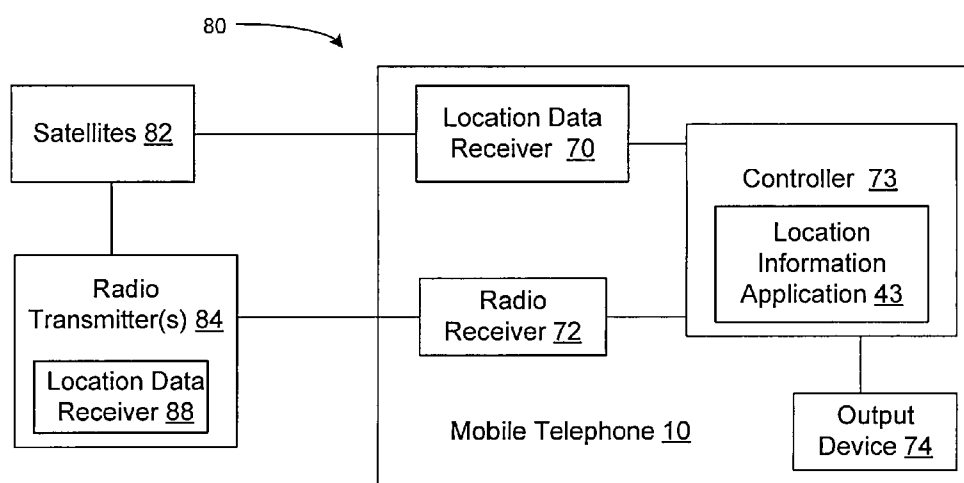 80
Satellites 82
Location Data
Receiver 70
Controller 73
Location
Information
Application 43
Radio
Transmitter(s) 84
Location Data
Receiver 88
Radio
Receiver 72
Mobile Telephone 10
Output
Device 74